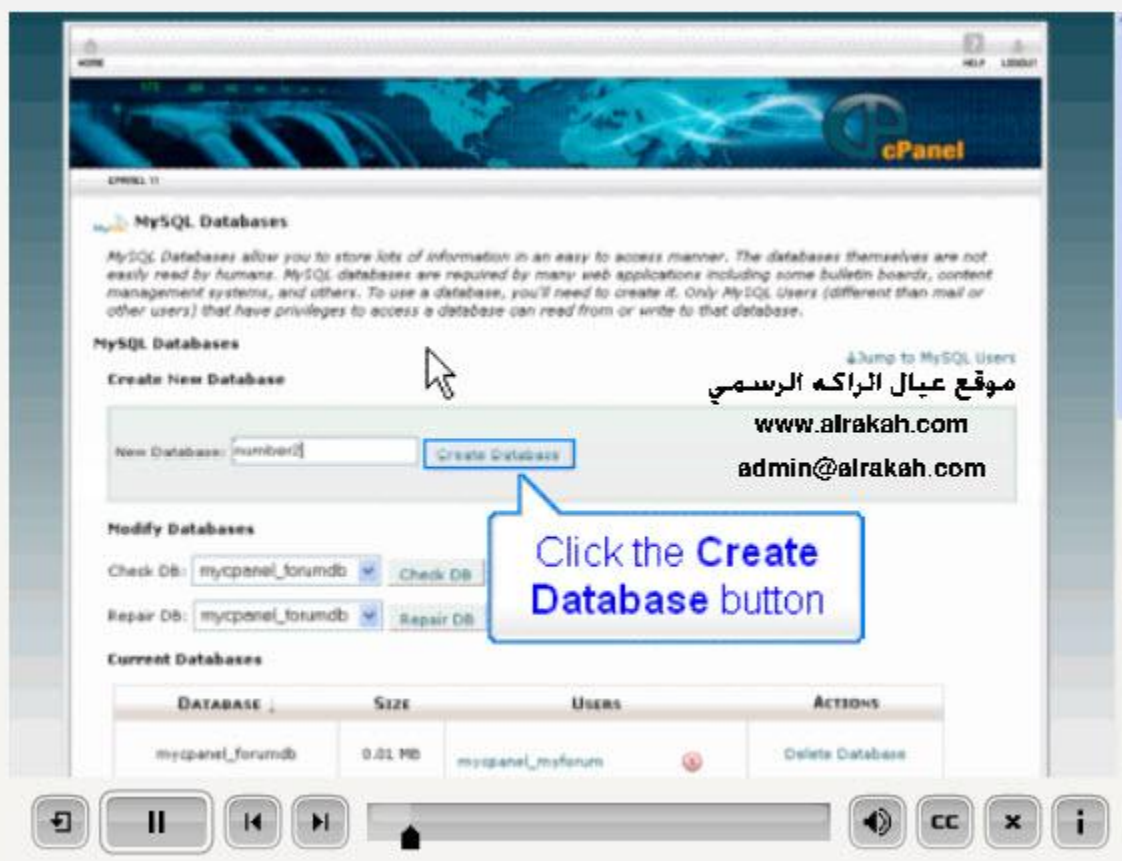 HOME
HELP LOGOUT
cPanel
CPANEL 11
MySQL Databases
MySQL Databases allow you to store lots of information in an easy to access manner. The databases themselves are not
easily read by humans. MySQL databases are required by many web applications including some bulletin boards, content
management systems, and others. To use a database, you'll need to create it. Only MySQL Users (different than mail or
other users) that have privileges to access a database can read from or write to that database.
MySQL Databases
Jump to MySQL Users
Create New Database
موقع عيال الراكه الرسمي
www.alrakah.com
New Database: number2 Create Database
admin@alrakah.com
Modify Databases
Click the Create
Database button
Check DB: mycpanel_forumdb Check DB
Repair DB: mycpanel_forumdb Repair DB
Current Databases
DATABASE ↓ SIZE USERS ACTIONS
mycpanel_forumdb 0.01 MB mycpanel_myforum Delete Database
CC x i